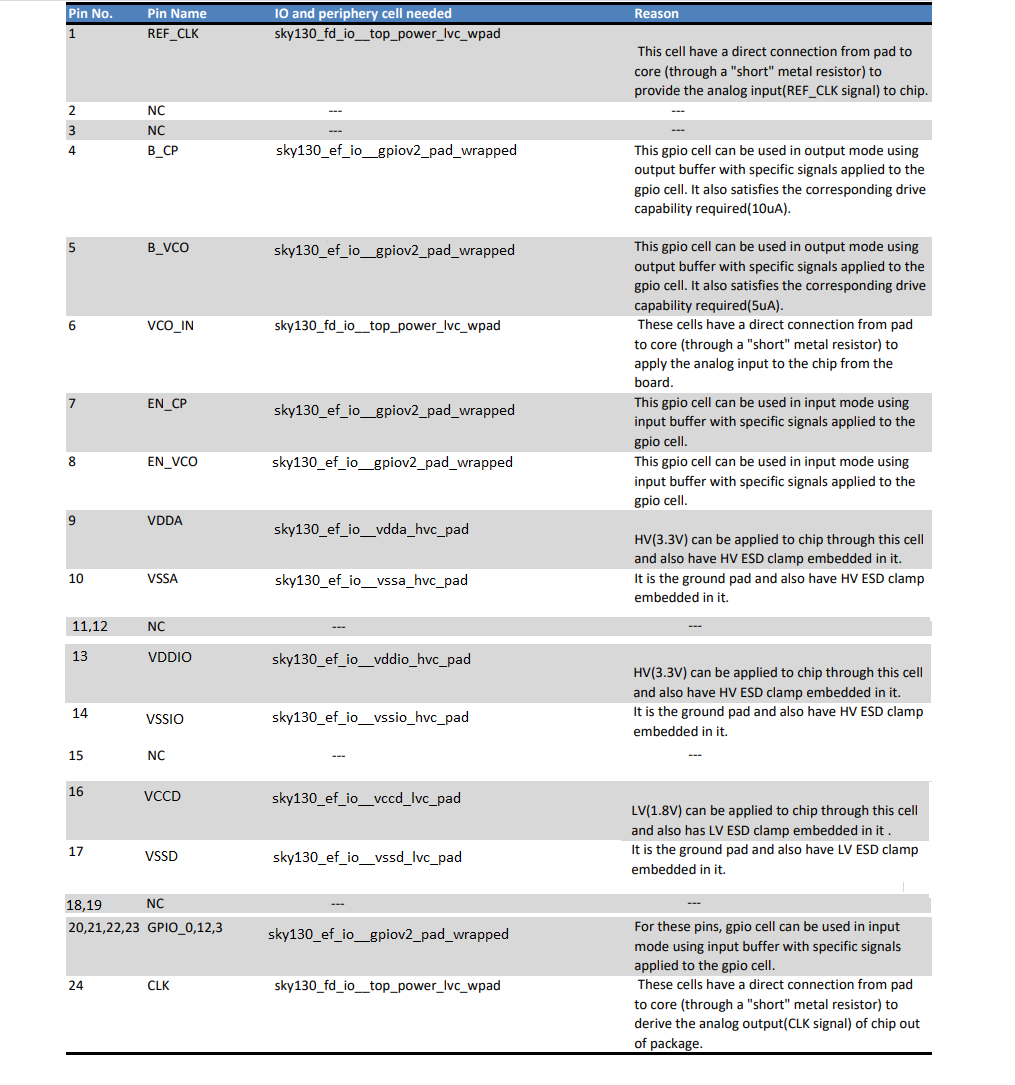 Pin No. Pin Name IO and periphery cell needed Reason
1 REF_CLK sky130_fd_io__top_power_lvc_wpad
This cell have a direct connection from pad to
core (through a "short" metal resistor) to
provide the analog input(REF_CLK signal) to chip.
2 NC --- ---
3 NC --- ---
4 B_CP sky130_ef_io__gpiov2_pad_wrapped This gpio cell can be used in output mode using
output buffer with specific signals applied to the
gpio cell. It also satisfies the corresponding drive
capability required(10uA).
5 B_VCO sky130_ef_io__gpiov2_pad_wrapped This gpio cell can be used in output mode using
output buffer with specific signals applied to the
gpio cell. It also satisfies the corresponding drive
capability required(5uA).
6 VCO_IN sky130_fd_io__top_power_lvc_wpad These cells have a direct connection from pad
to core (through a "short" metal resistor) to
apply the analog input to the chip from the
board.
7 EN_CP sky130_ef_io__gpiov2_pad_wrapped This gpio cell can be used in input mode using
input buffer with specific signals applied to the
gpio cell.
8 EN_VCO sky130_ef_io__gpiov2_pad_wrapped This gpio cell can be used in input mode using
input buffer with specific signals applied to the
gpio cell.
9 VDDA sky130_ef_io__vdda_hvc_pad
HV(3.3V) can be applied to chip through this cell
and also have HV ESD clamp embedded in it.
10 VSSA sky130_ef_io__vssa_hvc_pad It is the ground pad and also have HV ESD clamp
embedded in it.
11,12 NC --- ---
13 VDDIO sky130_ef_io__vddio_hvc_pad
HV(3.3V) can be applied to chip through this cell
and also have HV ESD clamp embedded in it.
14 VSSIO sky130_ef_io__vssio_hvc_pad It is the ground pad and also have HV ESD clamp
embedded in it.
15 NC --- ---
16 VCCD sky130_ef_io__vccd_lvc_pad
LV(1.8V) can be applied to chip through this cell
and also has LV ESD clamp embedded in it .
17 VSSD sky130_ef_io__vssd_lvc_pad It is the ground pad and also have LV ESD clamp
embedded in it.
18,19 NC --- ---
20,21,22,23 GPIO_0,12,3 sky130_ef_io__gpiov2_pad_wrapped For these pins, gpio cell can be used in input
mode using input buffer with specific signals
applied to the gpio cell.
24 CLK sky130_fd_io__top_power_lvc_wpad These cells have a direct connection from pad
to core (through a "short" metal resistor) to
derive the analog output(CLK signal) of chip out
of package.